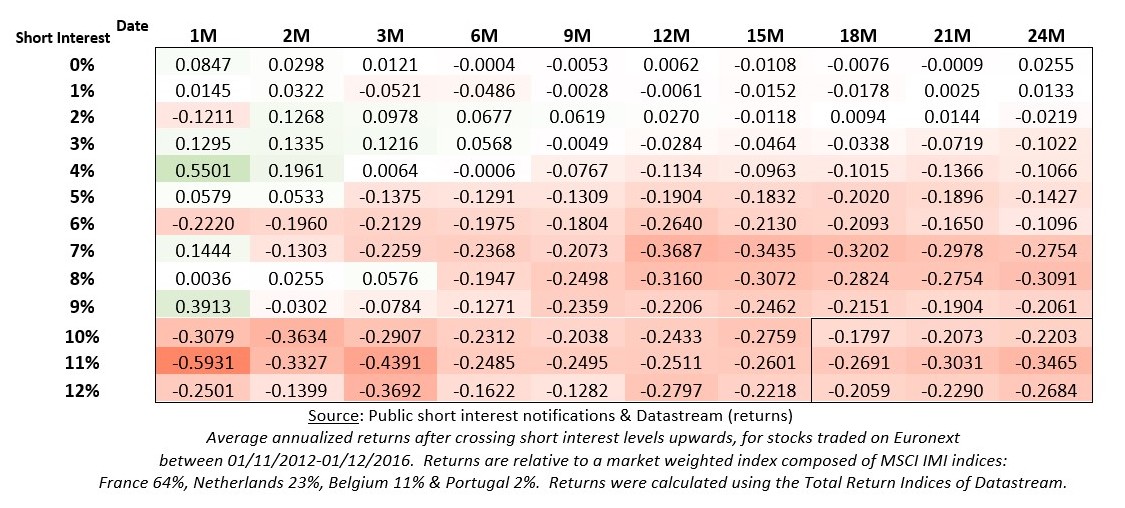 Date
Short Interest 1M 2M 3M 6M 9M 12M 15M 18M 21M 24M
0% 0.0847 0.0298 0.0121 -0.0004 -0.0053 0.0062 -0.0108 -0.0076 -0.0009 0.0255
1% 0.0145 0.0322 -0.0521 -0.0486 -0.0028 -0.0061 -0.0152 -0.0178 0.0025 0.0133
2% -0.1211 0.1268 0.0978 0.0677 0.0619 0.0270 -0.0118 0.0094 0.0144 -0.0219
3% 0.1295 0.1335 0.1216 0.0568 -0.0049 -0.0284 -0.0464 -0.0338 -0.0719 -0.1022
4% 0.5501 0.1961 0.0064 -0.0006 -0.0767 -0.1134 -0.0963 -0.1015 -0.1366 -0.1066
5% 0.0579 0.0533 -0.1375 -0.1291 -0.1309 -0.1904 -0.1832 -0.2020 -0.1896 -0.1427
6% -0.2220 -0.1960 -0.2129 -0.1975 -0.1804 -0.2640 -0.2130 -0.2093 -0.1650 -0.1096
7% 0.1444 -0.1303 -0.2259 -0.2368 -0.2073 -0.3687 -0.3435 -0.3202 -0.2978 -0.2754
8% 0.0036 0.0255 0.0576 -0.1947 -0.2498 -0.3160 -0.3072 -0.2824 -0.2754 -0.3091
9% 0.3913 -0.0302 -0.0784 -0.1271 -0.2359 -0.2206 -0.2462 -0.2151 -0.1904 -0.2061
10% -0.3079 -0.3634 -0.2907 -0.2312 -0.2038 -0.2433 -0.2759 -0.1797 -0.2073 -0.2203
11% -0.5931 -0.3327 -0.4391 -0.2485 -0.2495 -0.2511 -0.2601 -0.2691 -0.3031 -0.3465
12% -0.2501 -0.1399 -0.3692 -0.1622 -0.1282 -0.2797 -0.2218 -0.2059 -0.2290 -0.2684
Source: Public short interest notifications & Datastream (returns)
Average annualized returns after crossing short interest levels upwards, for stocks traded on Euronext
between 01/11/2012-01/12/2016. Returns are relative to a market weighted index composed of MSCI IMI indices:
France 64%, Netherlands 23%, Belgium 11% & Portugal 2%. Returns were calculated using the Total Return Indices of Datastream.